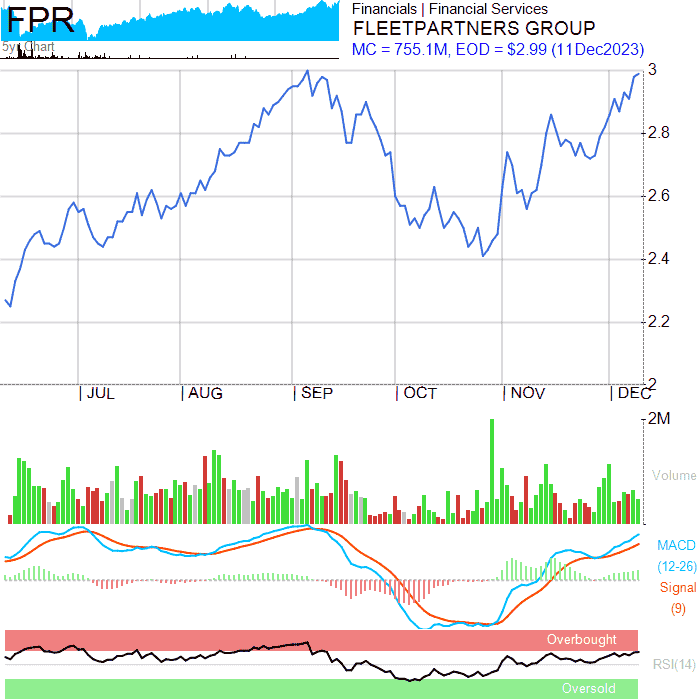 FPR
5yr Chart
Financials | Financial Services
FLEETPARTNERS GROUP
MC = 755.1M, EOD = $2.99 (11Dec2023)
3
2.8
2.6
2.4
2.2
2
JUL AUG SEP OCT NOV DEC
2M
Volume
MACD
(12-26)
Signal
(9)
Overbought
RSI(14)
Oversold